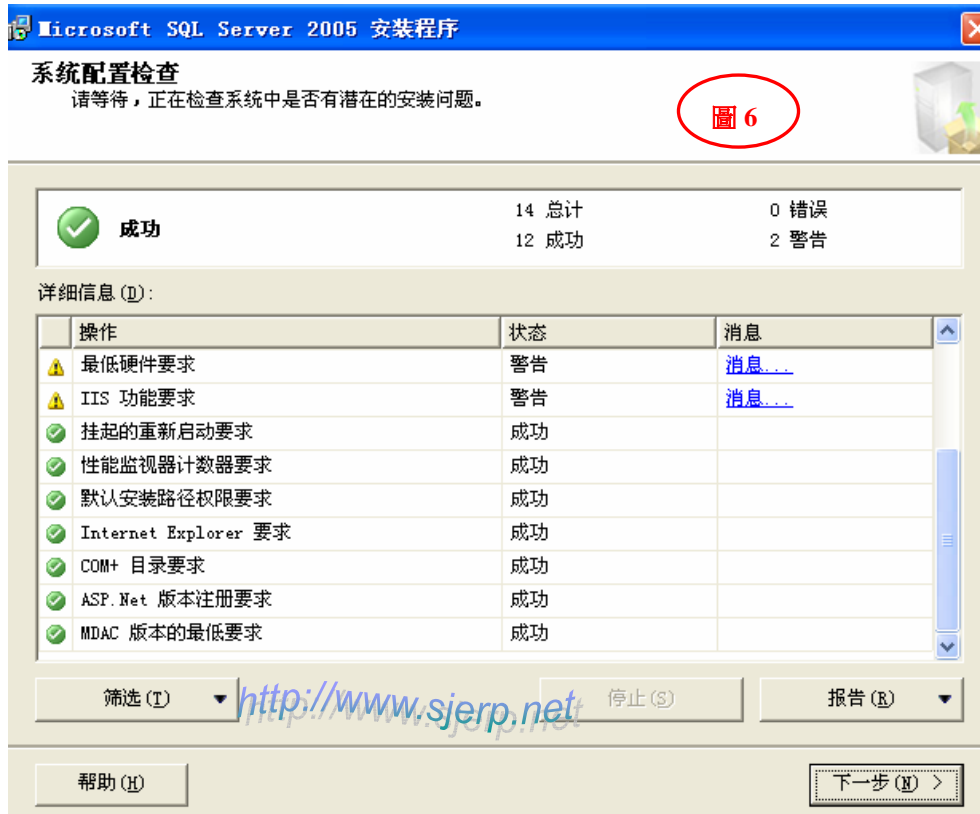 Microsoft SQL Server 2005 安装程序
系统配置检查
请等待，正在检查系统中是否有潜在的安装问题。
圖 6
成功
14 总计
0 错误
12 成功
2 警告
详细信息(D):
操作 状态 消息
最低硬件要求 警告 消息...
IIS 功能要求 警告 消息...
挂起的重新启动要求 成功
性能监视器计数器要求 成功
默认安装路径权限要求 成功
Internet Explorer 要求 成功
COM+ 目录要求 成功
ASP.Net 版本注册要求 成功
MDAC 版本的最低要求 成功
筛选(T) 停止(S) 报告(R)
http://www.sjerp.net
帮助(H) 下一步(N) >